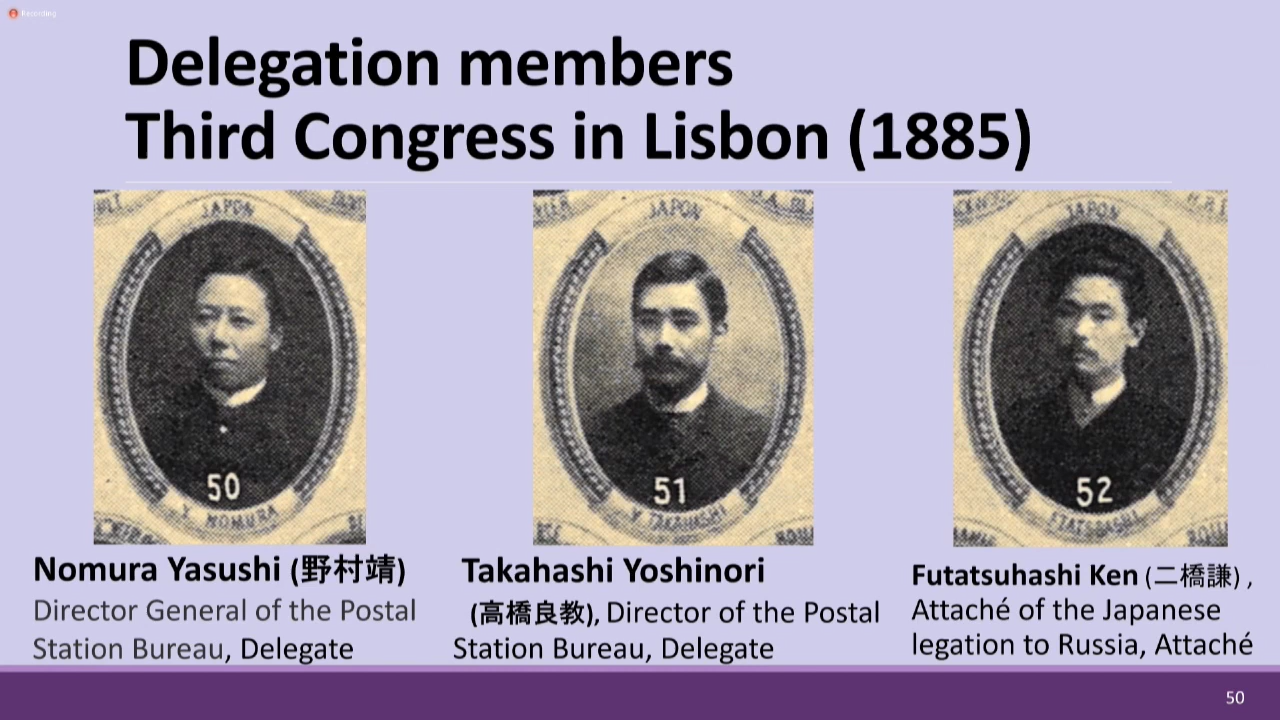 Recording
Delegation members
Third Congress in Lisbon (1885)
JAPON
50
Y. NOMURA
JAPON
51
Y. TAKAHASHI
JAPON
52
Nomura Yasushi (野村靖)
Director General of the Postal
Station Bureau, Delegate
Takahashi Yoshinori
(高橋良教), Director of the Postal
Station Bureau, Delegate
Futatsuhashi Ken (二橋謙) ,
Attaché of the Japanese
legation to Russia, Attaché
50